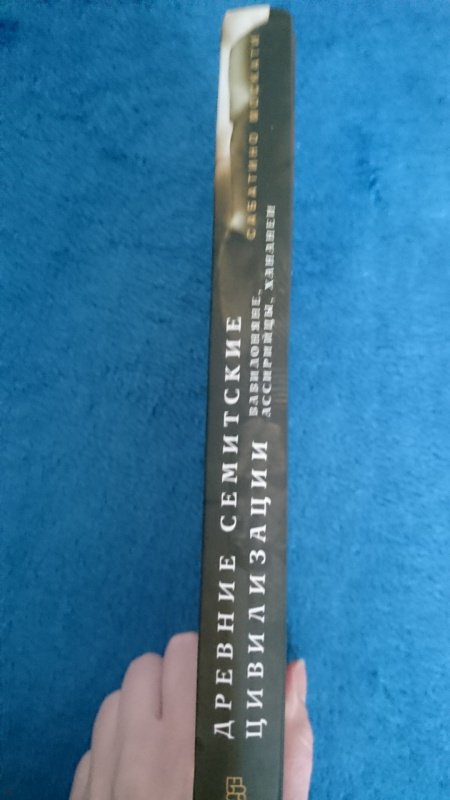 САБАТИНО МОСКАТИ
ДРЕВНИЕ СЕМИТСКИЕ
ЦИВИЛИЗАЦИИ
ВАВИЛОНЯНЕ,
АССИРИЙЦЫ, ХАНАНЕИ